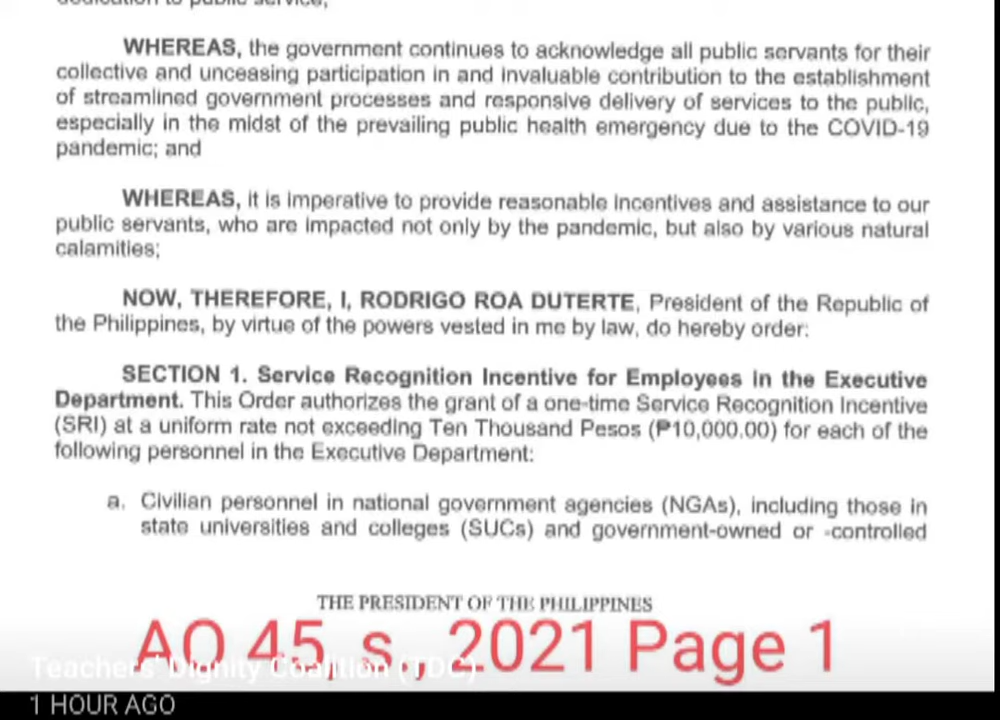 dedication to public service;
WHEREAS, the government continues to acknowledge all public servants for their
collective and unceasing participation in and invaluable contribution to the establishment
of streamlined government processes and responsive delivery of services to the public,
especially in the midst of the prevailing public health emergency due to the COVID-19
pandemic; and
WHEREAS, it is imperative to provide reasonable incentives and assistance to our
public servants, who are impacted not only by the pandemic, but also by various natural
calamities;
NOW, THEREFORE, I, RODRIGO ROA DUTERTE, President of the Republic of
the Philippines, by virtue of the powers vested in me by law, do hereby order:
SECTION 1. Service Recognition Incentive for Employees in the Executive
Department. This Order authorizes the grant of a one-time Service Recognition Incentive
(SRI) at a uniform rate not exceeding Ten Thousand Pesos (₱10,000.00) for each of the
following personnel in the Executive Department:
a. Civilian personnel in national government agencies (NGAs), including those in
state universities and colleges (SUCs) and government-owned or -controlled
THE PRESIDENT OF THE PHILIPPINES
AO 45, s, 2021 Page 1
Teachers' Dignity Coalition (TDC)
1 HOUR AGO